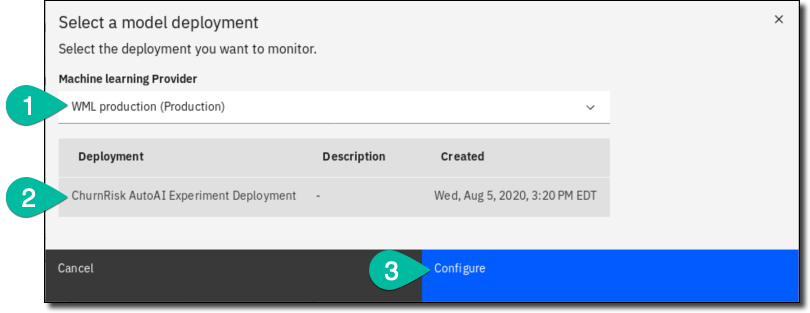 Select a model deployment
Select the deployment you want to monitor.
Machine learning Provider
1
WML production (Production)
Deployment Description Created
2
ChurnRisk AutoAI Experiment Deployment - Wed, Aug 5, 2020, 3:20 PM EDT
Cancel
3
Configure